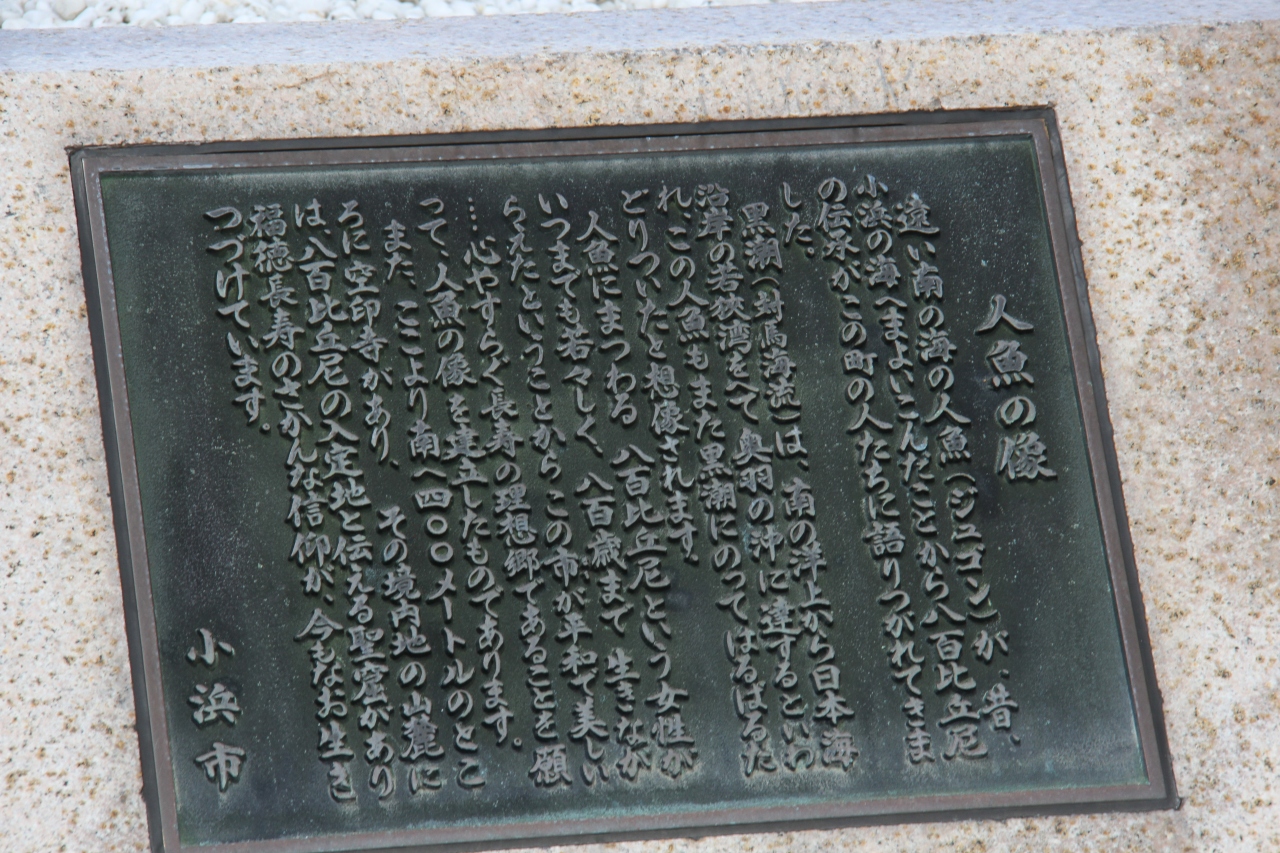 人魚の像
遠い南の海の人魚(ジュゴン)が、昔、
小浜の海へまよいこんだことから八百比丘尼
の伝承がこの町の人たちに語りつがれてきま
した。
黒潮(対馬海流)は、南の洋上から日本海
沿岸の若狭湾をへて奥羽の沖に達するといわ
れ、この人魚もまた黒潮にのってはるばるた
どりついたと想像されます。
人魚にまつわる 八百比丘尼という女性が
いつまでも若々しく、八百歳まで 生きなが
らえたということからこの市が平和で美しい
……心やすらぐ長寿の理想郷であることを願
って、人魚の像を建立したものであります。
また、ここより南へ四〇〇メートルのとこ
ろに空印寺があり、 その境内地の山麓に
は、八百比丘尼の入定地と伝える聖窟があり
福徳長寿のさかんな信仰が、今もなお生き
つづけています。
小浜市